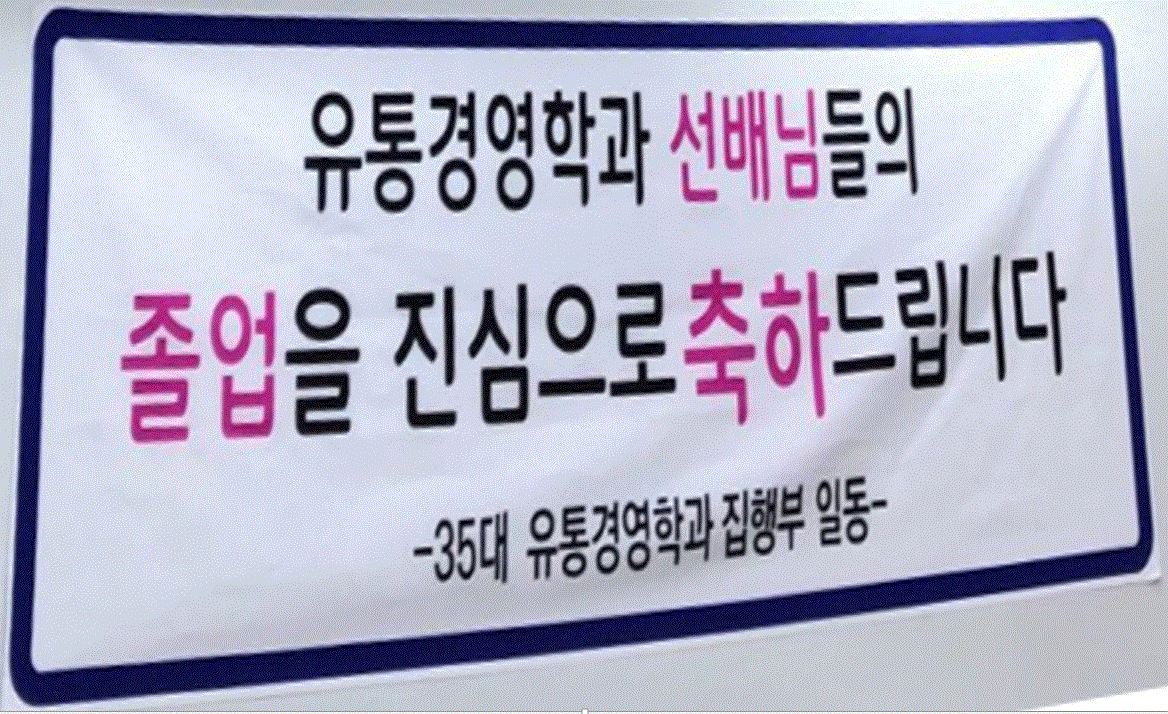 유통경영학과 선배님들의
졸업을 진심으로축하드립니다
-35대 유통경영학과 집행부 일동-